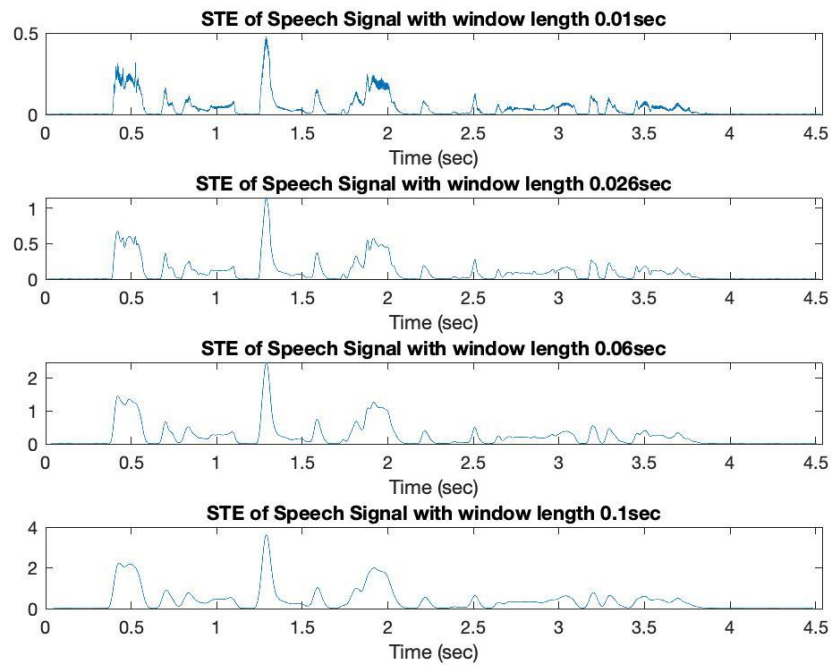 STE of Speech Signal with window length 0.01sec
0.5
0
0 0.5 1 1.5 2 2.5 3 3.5 4 4.5
Time (sec)
STE of Speech Signal with window length 0.026sec
1
0.5
0
0 0.5 1 1.5 2 2.5 3 3.5 4 4.5
Time (sec)
STE of Speech Signal with window length 0.06sec
2
1
0
0 0.5 1 1.5 2 2.5 3 3.5 4 4.5
Time (sec)
STE of Speech Signal with window length 0.1sec
4
2
0
0 0.5 1 1.5 2 2.5 3 3.5 4 4.5
Time (sec)